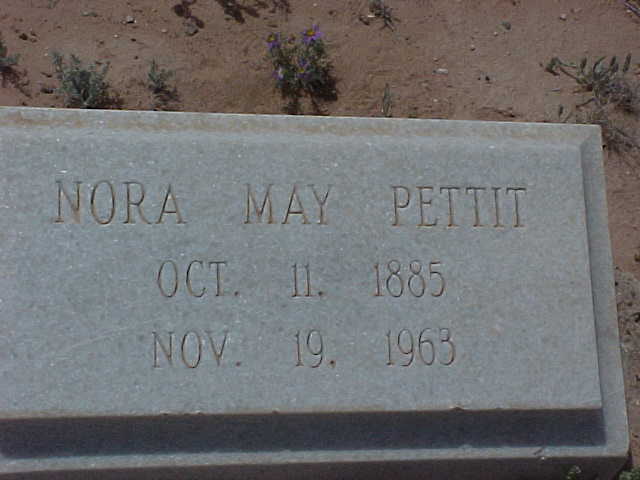 NORA MAY PETTIT
OCT. 11. 1885
NOV. 19, 1963